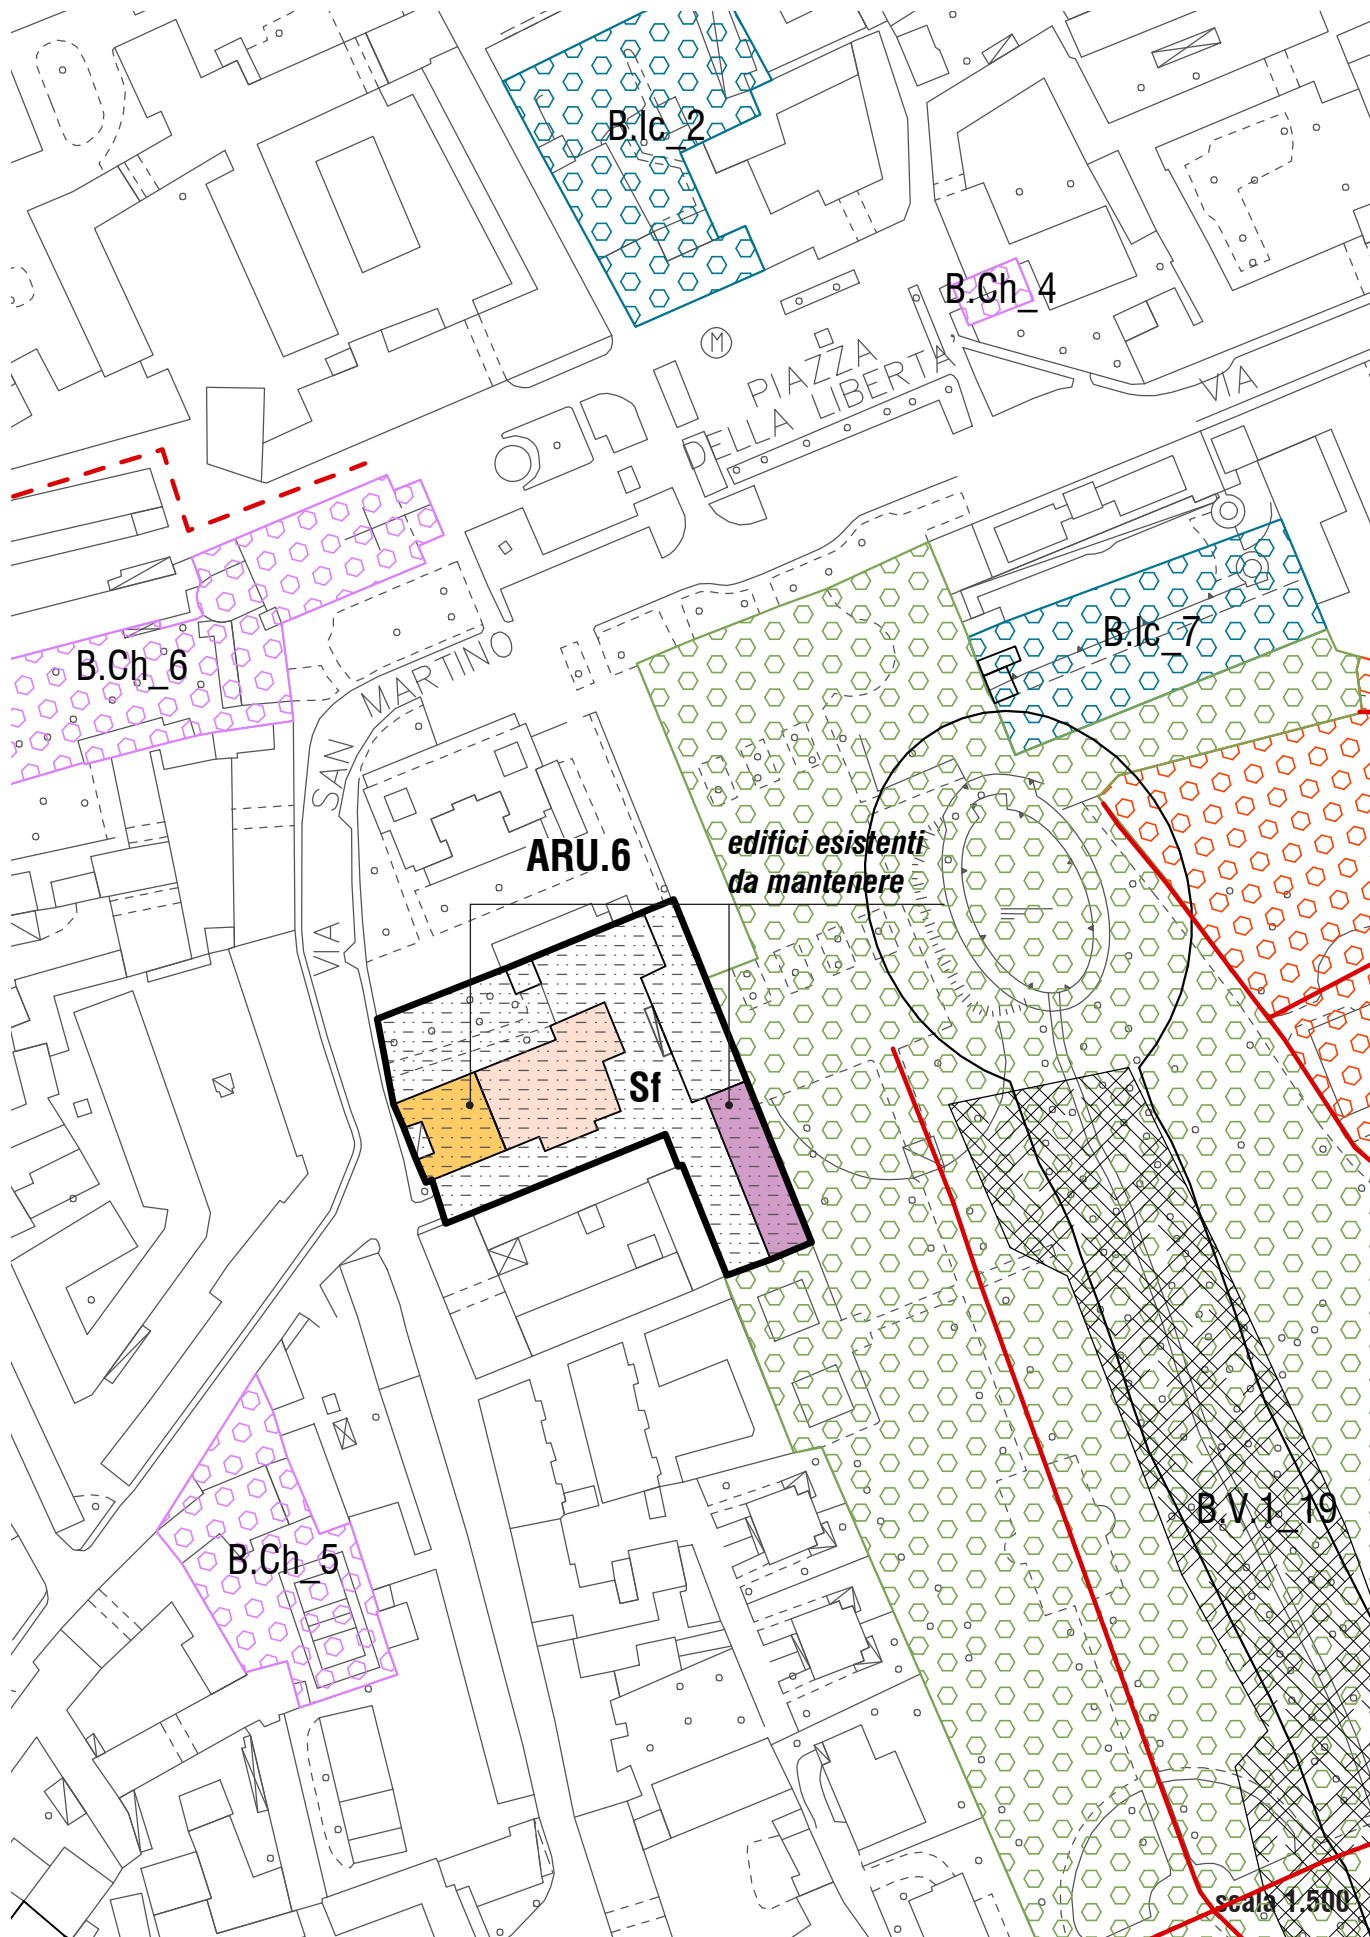 B.Ic_2
B.Ch_4
M
PIAZZA
DELLA LIBERTA'
VIA
B.Ic_7
B.Ch_6
VIA SAN MARTINO
ARU.6
edifici esistenti
da mantenere
Sf
B.V.1_19
B.Ch_5
scala 1.500